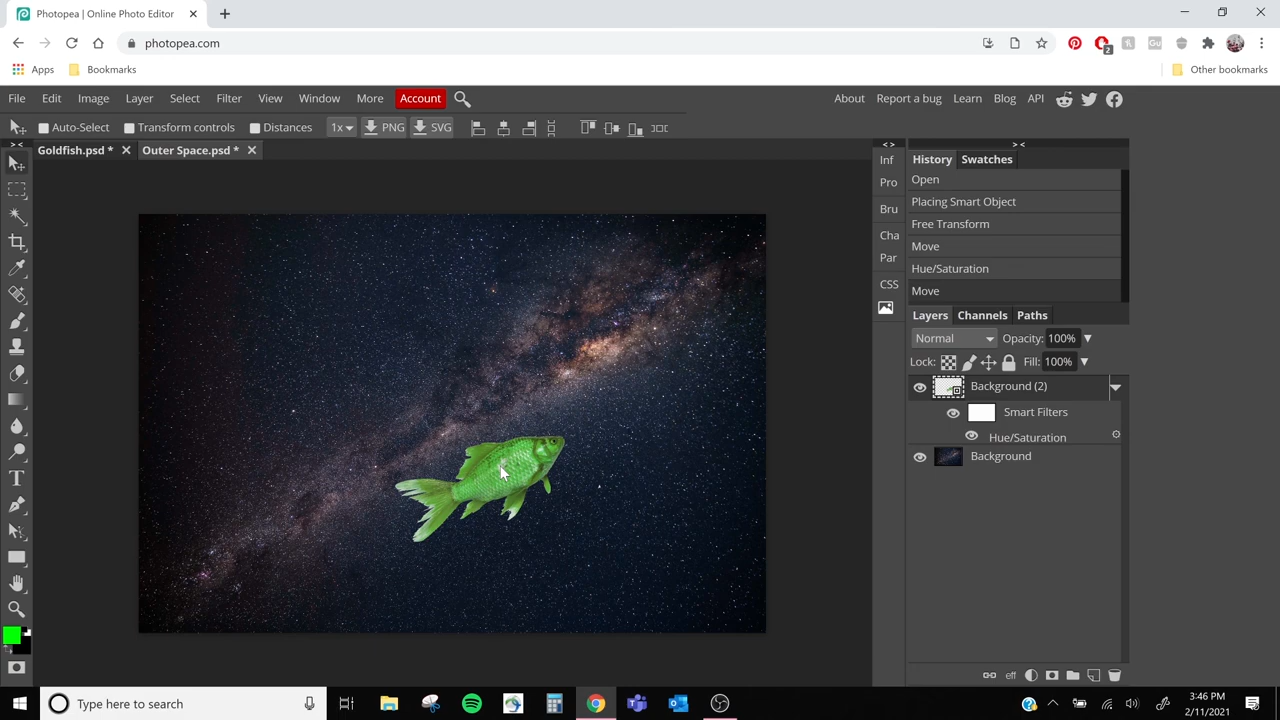 Photopea | Online Photo Editor
photopea.com
2
Gu
Apps Bookmarks Other bookmarks
File Edit Image Layer Select Filter View Window More Account About Report a bug Learn Blog API
Auto-Select Transform controls Distances 1x PNG SVG
> < Goldfish.psd * Outer Space.psd * < > > <
Inf
Pro
Bru
Cha
Par
CSS
History Swatches
Open
Placing Smart Object
Free Transform
Move
Hue/Saturation
Move
Layers Channels Paths
Normal Opacity: 100%
Lock: Fill: 100%
Background (2)
Smart Filters
Hue/Saturation
Background
eff
Type here to search
3:46 PM
2/11/2021